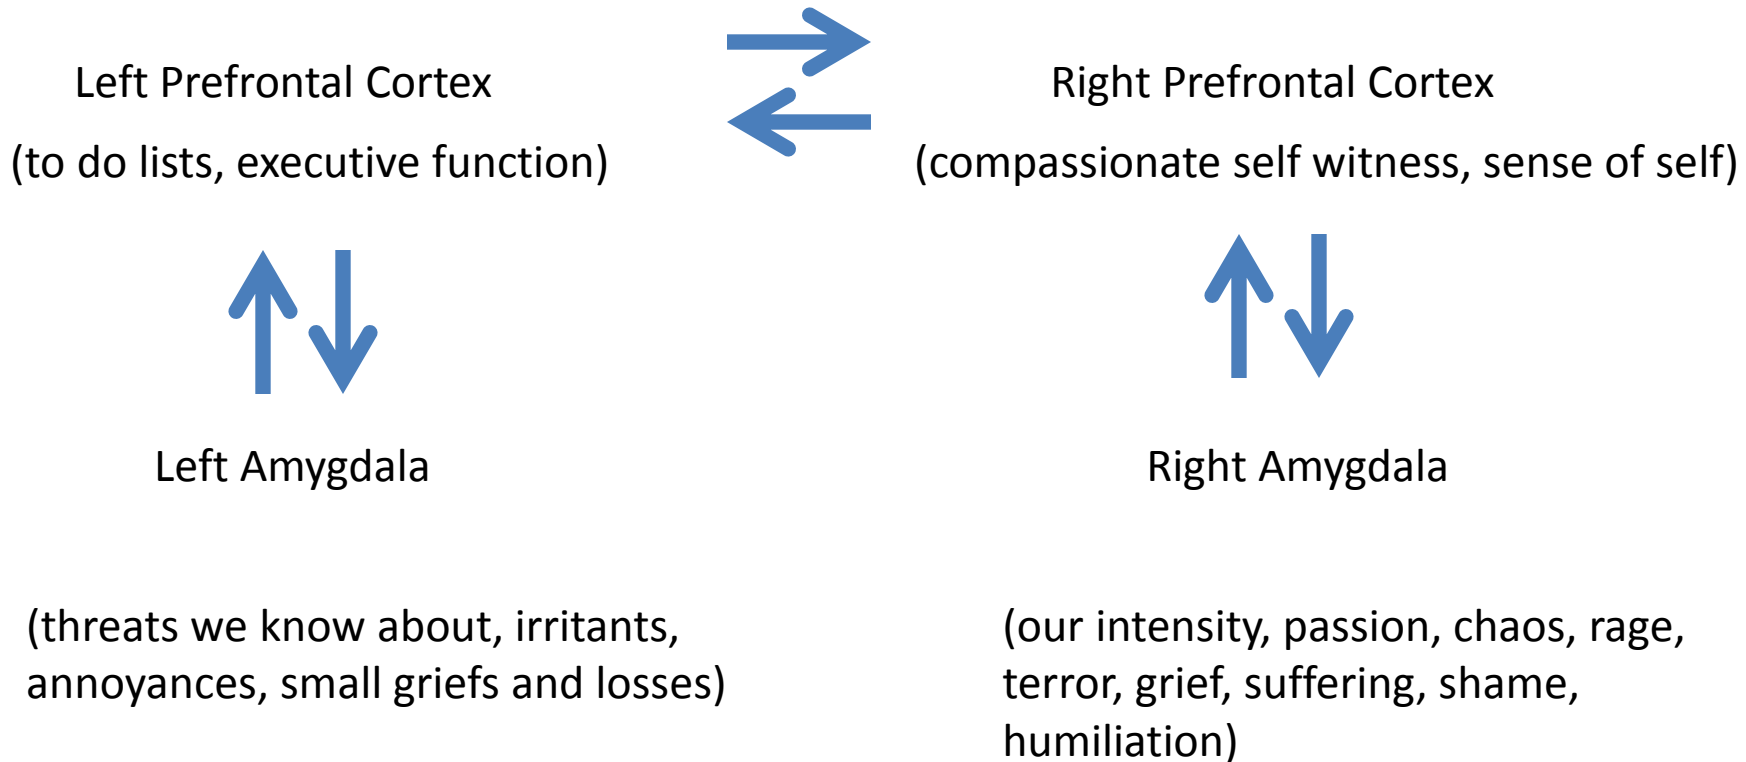 Left Prefrontal Cortex
(to do lists, executive function)
Right Prefrontal Cortex
(compassionate self witness, sense of self)
Left Amygdala
(threats we know about, irritants,
annoyances, small griefs and losses)
Right Amygdala
(our intensity, passion, chaos, rage,
terror, grief, suffering, shame,
humiliation)